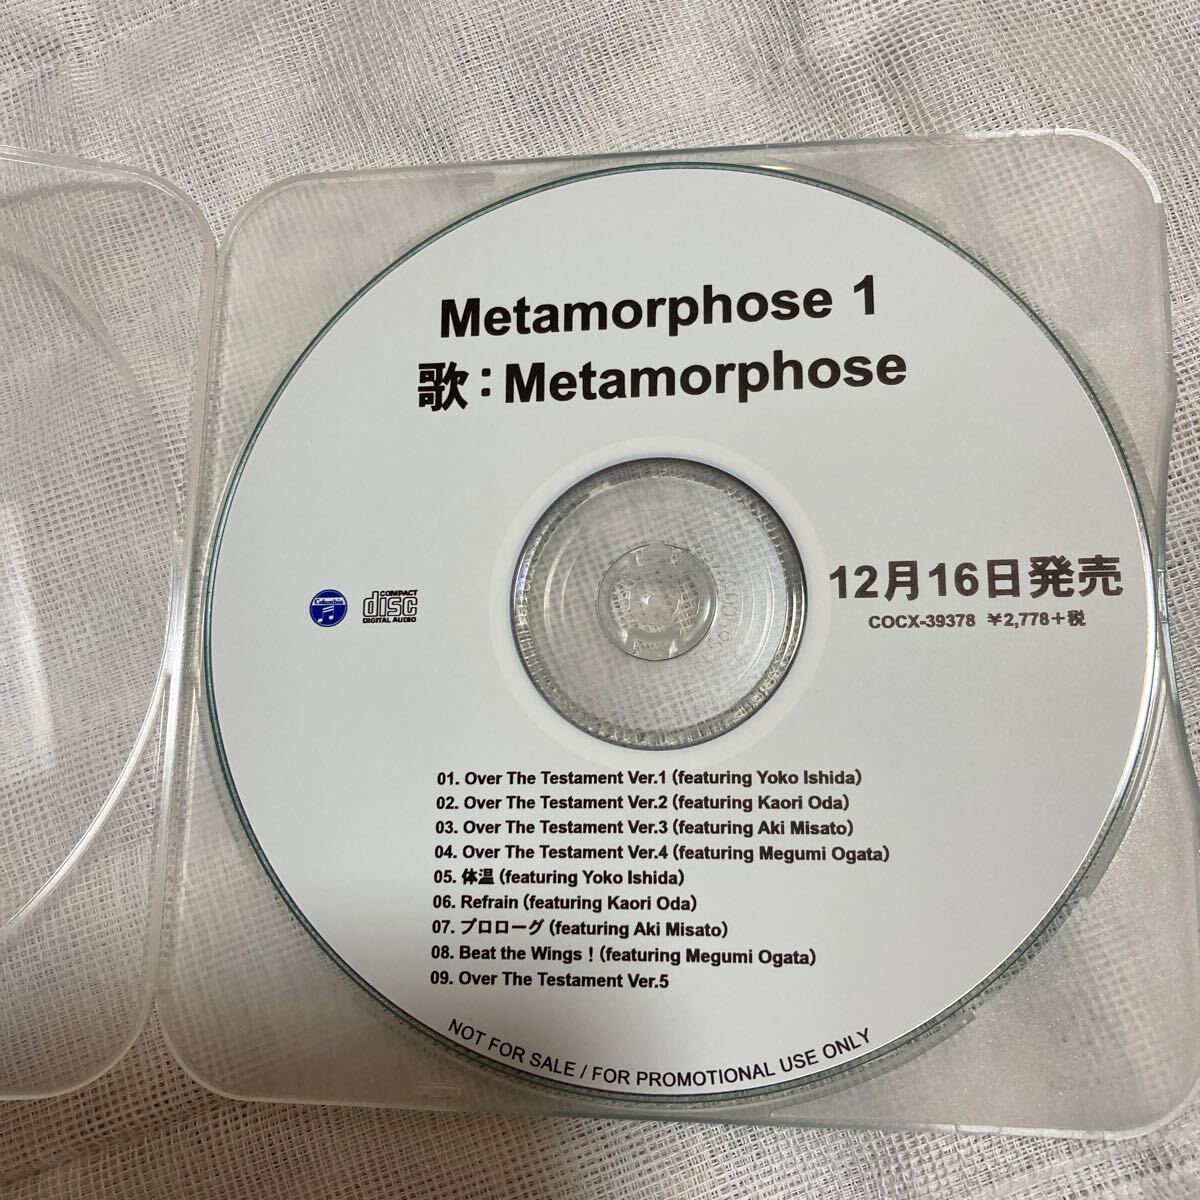 Metamorphose 1
歌：Metamorphose
12月16日発売
COCX-39378 ￥2,778＋税
Columbia
COMPACT
disc
DIGITAL AUDIO
01. Over The Testament Ver.1 (featuring Yoko Ishida)
02. Over The Testament Ver.2 (featuring Kaori Oda)
03. Over The Testament Ver.3 (featuring Aki Misato)
04. Over The Testament Ver.4 (featuring Megumi Ogata)
05. 体温 (featuring Yoko Ishida)
06. Refrain (featuring Kaori Oda)
07. プロローグ (featuring Aki Misato)
08. Beat the Wings！(featuring Megumi Ogata)
09. Over The Testament Ver.5
NOT FOR SALE / FOR PROMOTIONAL USE ONLY